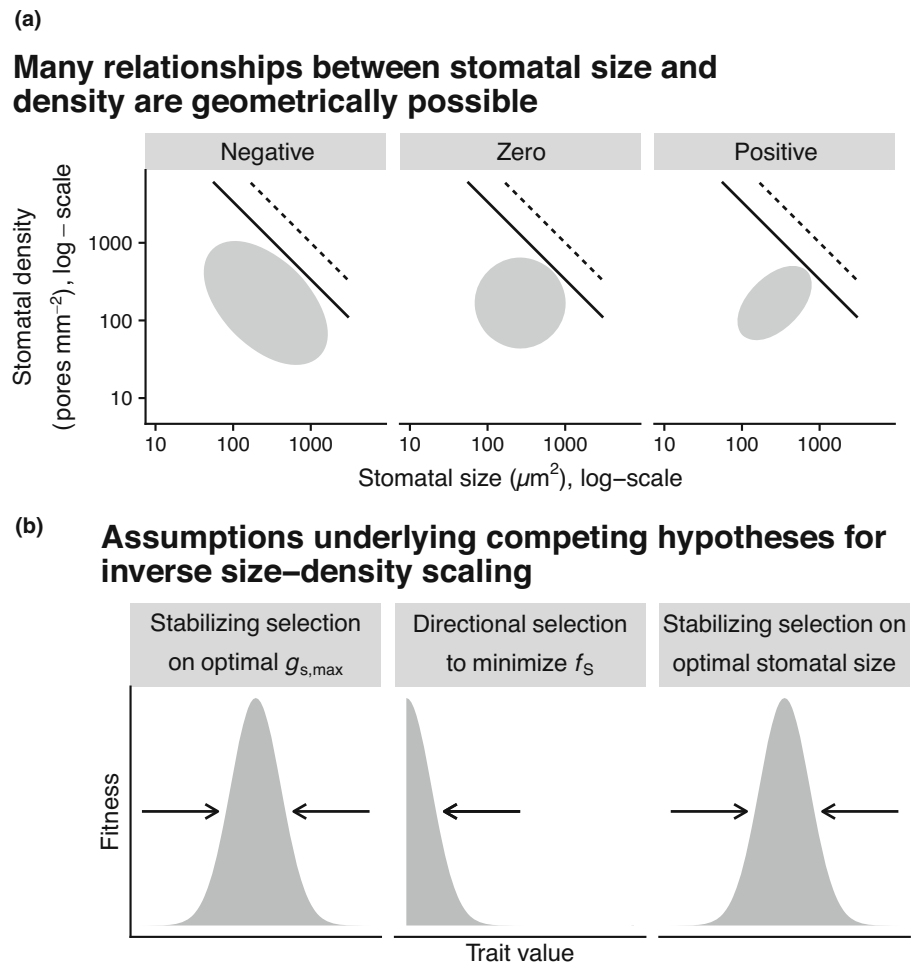 (a)
Many relationships between stomatal size and
density are geometrically possible
Negative
Zero
Positive
Stomatal density
(pores mm⁻²), log – scale
1000
100
10
10 100 1000
10 100 1000
10 100 1000
Stomatal size (μm²), log–scale
(b)
Assumptions underlying competing hypotheses for
inverse size–density scaling
Stabilizing selection
on optimal gs,max
Directional selection
to minimize fS
Stabilizing selection on
optimal stomatal size
Fitness
Trait value